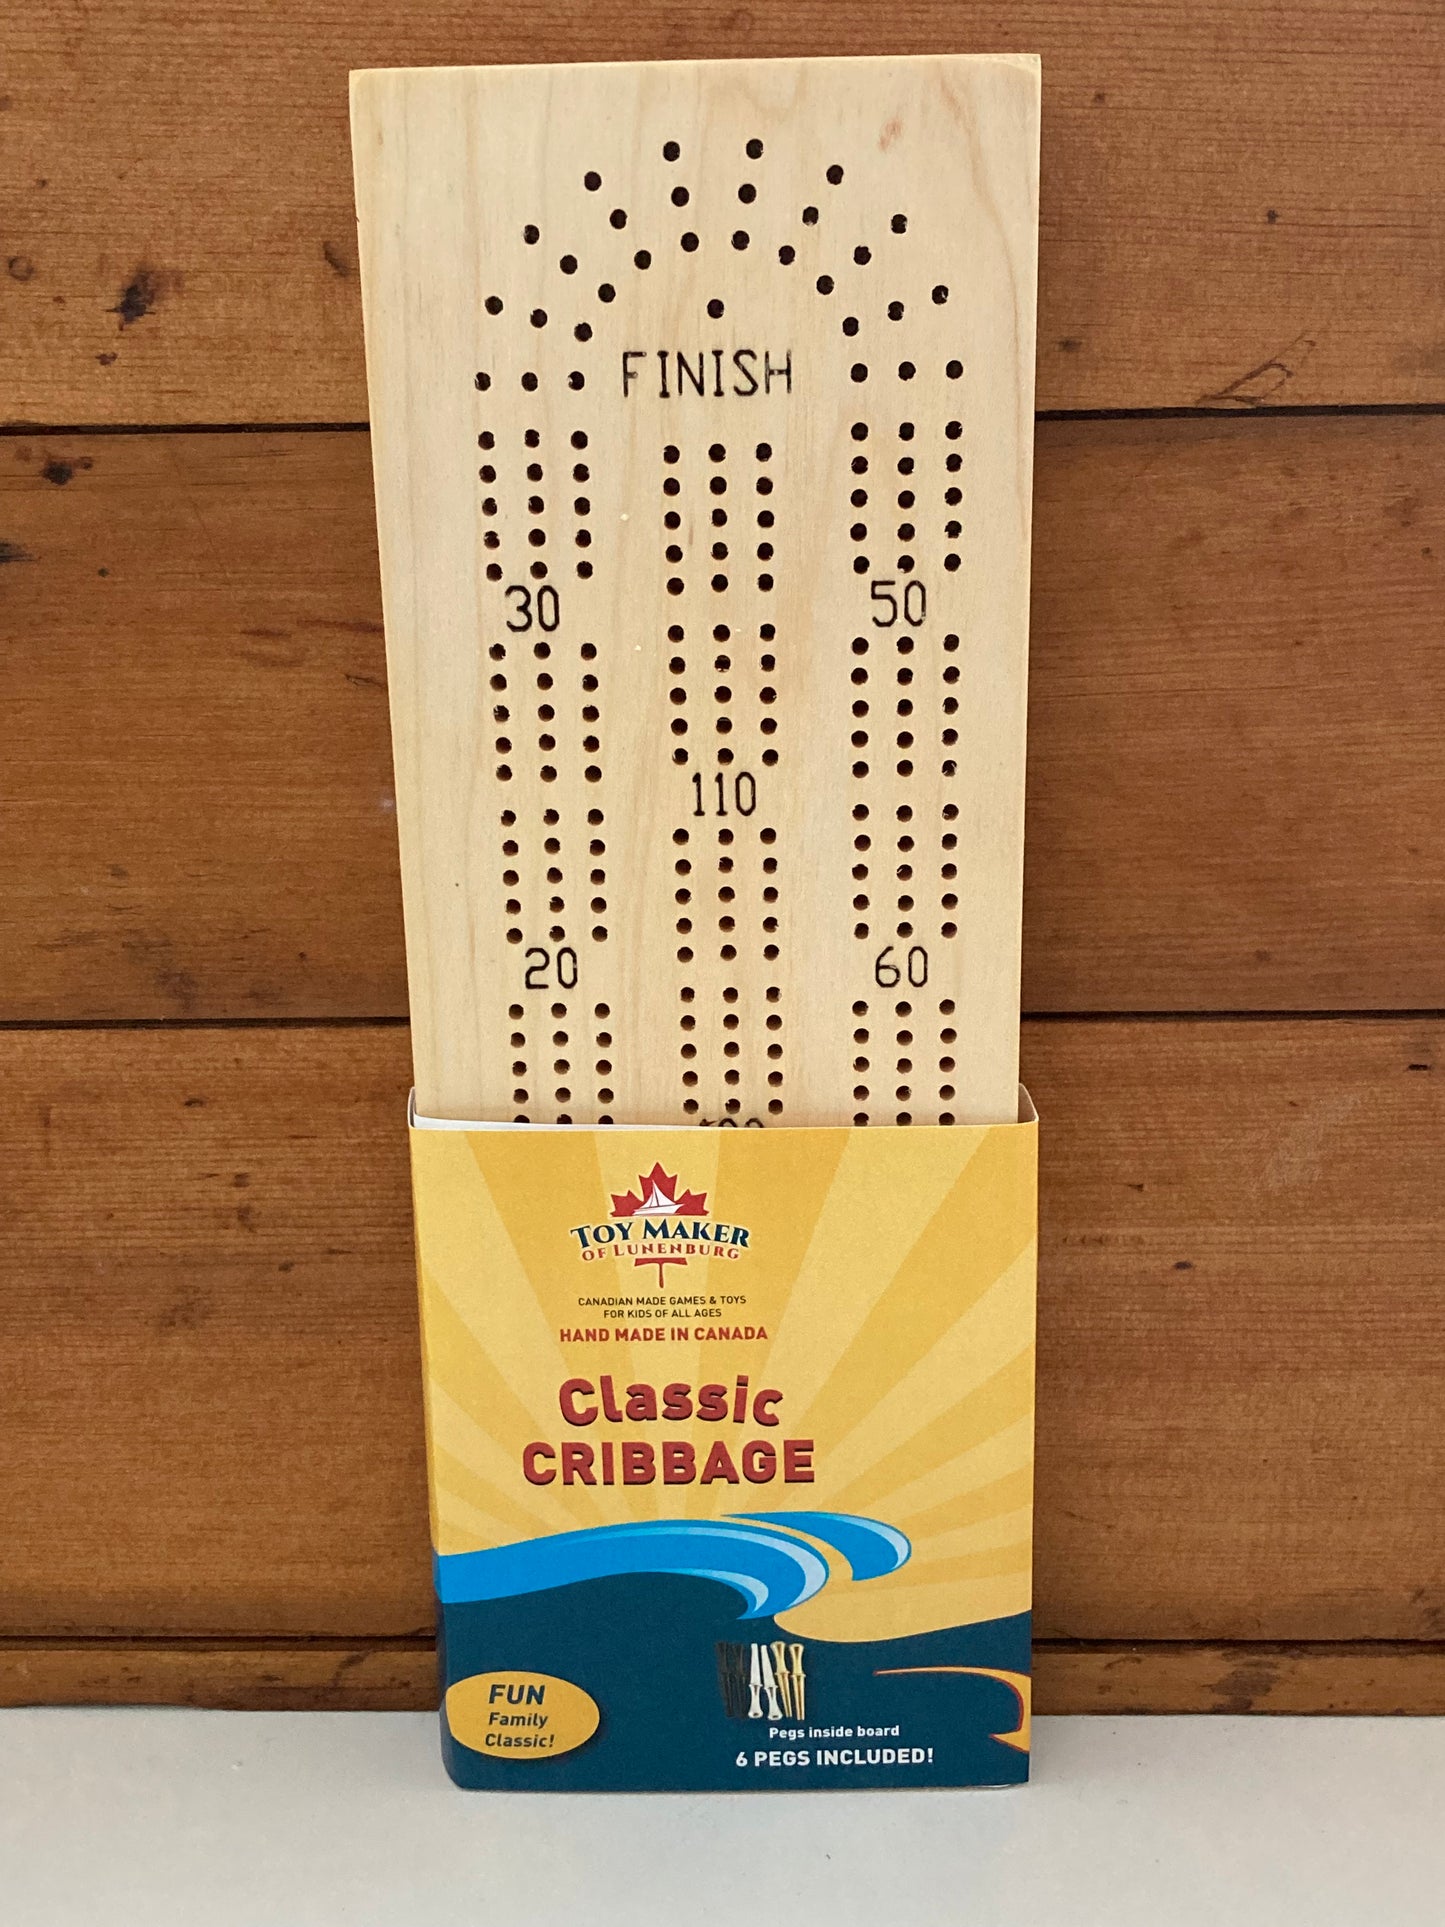 FINISH
30
50
110
20
60
TOY MAKER
OF LUNENBURG
CANADIAN MADE GAMES & TOYS
FOR KIDS OF ALL AGES
HAND MADE IN CANADA
Classic
CRIBBAGE
FUN
Family
Classic!
Pegs inside board
6 PEGS INCLUDED!